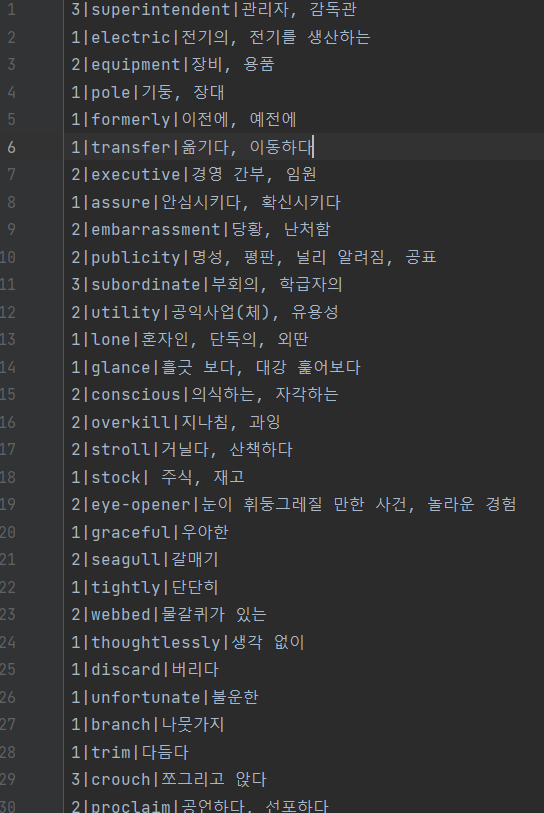 1 3|superintendent|관리자, 감독관
2 1|electric|전기의, 전기를 생산하는
3 2|equipment|장비, 용품
4 1|pole|기둥, 장대
5 1|formerly|이전에, 예전에
6 1|transfer|옮기다, 이동하다
7 2|executive|경영 간부, 임원
8 1|assure|안심시키다, 확신시키다
9 2|embarrassment|당황, 난처함
10 2|publicity|명성, 평판, 널리 알려짐, 공표
11 3|subordinate|부회의, 학급자의
12 2|utility|공익사업(체), 유용성
13 1|lone|혼자인, 단독의, 외딴
14 1|glance|흘긋 보다, 대강 훑어보다
15 2|conscious|의식하는, 자각하는
16 2|overkill|지나침, 과잉
17 2|stroll|거닐다, 산책하다
18 1|stock| 주식, 재고
19 2|eye-opener|눈이 휘둥그레질 만한 사건, 놀라운 경험
20 1|graceful|우아한
21 2|seagull|갈매기
22 1|tightly|단단히
23 2|webbed|물갈퀴가 있는
24 1|thoughtlessly|생각 없이
25 1|discard|버리다
26 1|unfortunate|불운한
27 1|branch|나뭇가지
28 1|trim|다듬다
29 3|crouch|쪼그리고 앉다
30 2|proclaim|공언하다, 선포하다